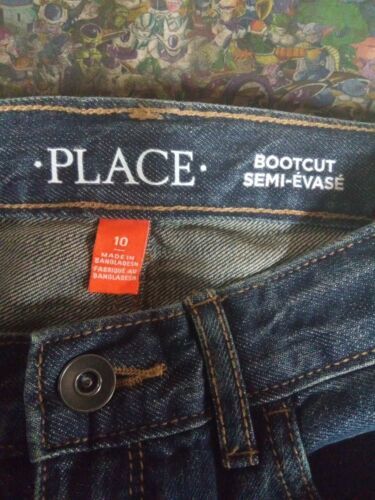 ·PLACE·
BOOTCUT
SEMI-ÉVASÉ
10
MADE IN
BANGLADESH
FABRIQUÉ AU
BANGLADESH